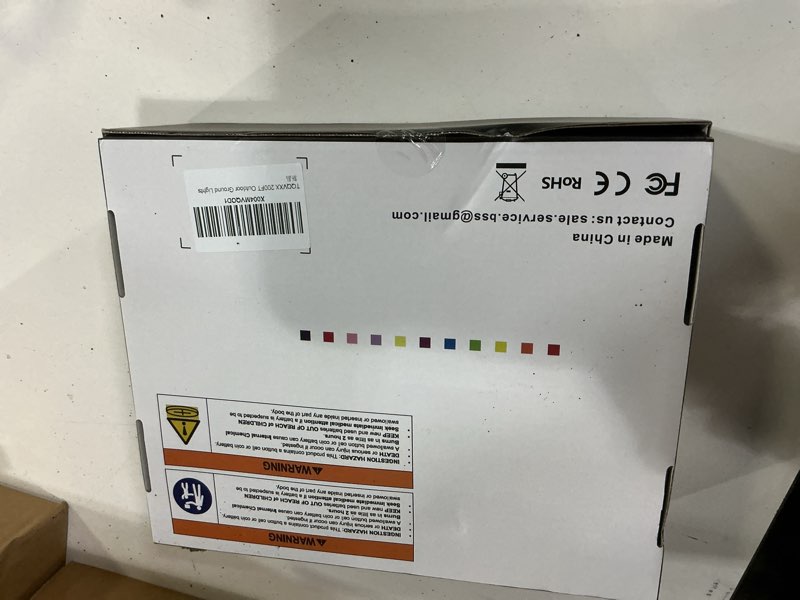 WARNING
INGESTION HAZARD: This product contains a button cell or coin battery.
DEATH or serious injury can occur if ingested.
A swallowed button cell or coin battery can cause Internal Chemical Burns in as little as 2 hours.
KEEP new and used batteries OUT OF REACH of CHILDREN
Seek immediate medical attention if a battery is suspected to be swallowed or inserted inside any part of the body.
WARNING
INGESTION HAZARD: This product contains a button cell or coin battery.
DEATH or serious injury can occur if ingested.
A swallowed button cell or coin battery can cause Internal Chemical Burns in as little as 2 hours.
KEEP new and used batteries OUT OF REACH of CHILDREN
Seek immediate medical attention if a battery is suspected to be swallowed or inserted inside any part of the body.
Made in China
Contact us: sale.service.bss@gmail.com
FC CE RoHS
X004MVQCD1
TQQVXX 200FT Outdoor Ground Lights
新品